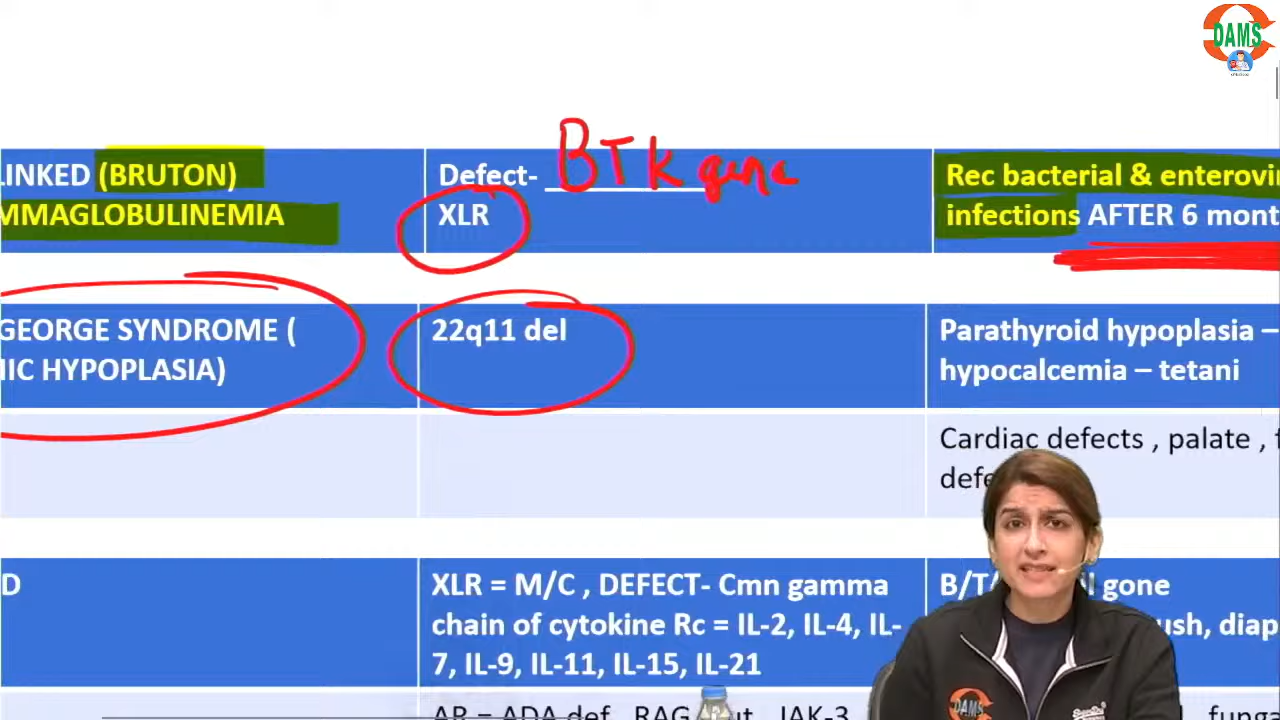 DAMS
LINKED (BRUTON)
MMAGLOBULINEMIA
Defect- BTK gene
XLR
Rec bacterial & enterovi
infections AFTER 6 mont
GEORGE SYNDROME (
MIC HYPOPLASIA)
22q11 del
Parathyroid hypoplasia –
hypocalcemia – tetani
Cardiac defects , palate , f
defe
D
XLR = M/C , DEFECT- Cmn gamma
chain of cytokine Rc = IL-2, IL-4, IL-
7, IL-9, IL-11, IL-15, IL-21
B/T/ gone
ush, diap
AR = ADA def , RAG ut , JAK-3
fung
DAMS